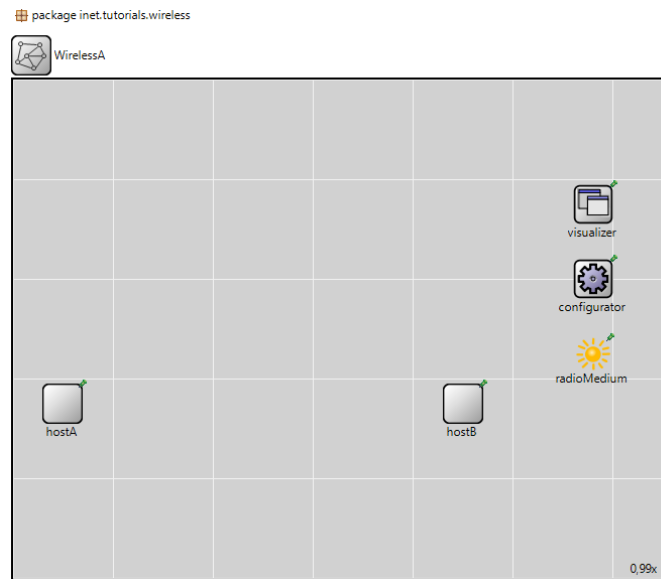 package inet.tutorials.wireless
WirelessA
visualizer
configurator
radioMedium
hostA
hostB
0,99x